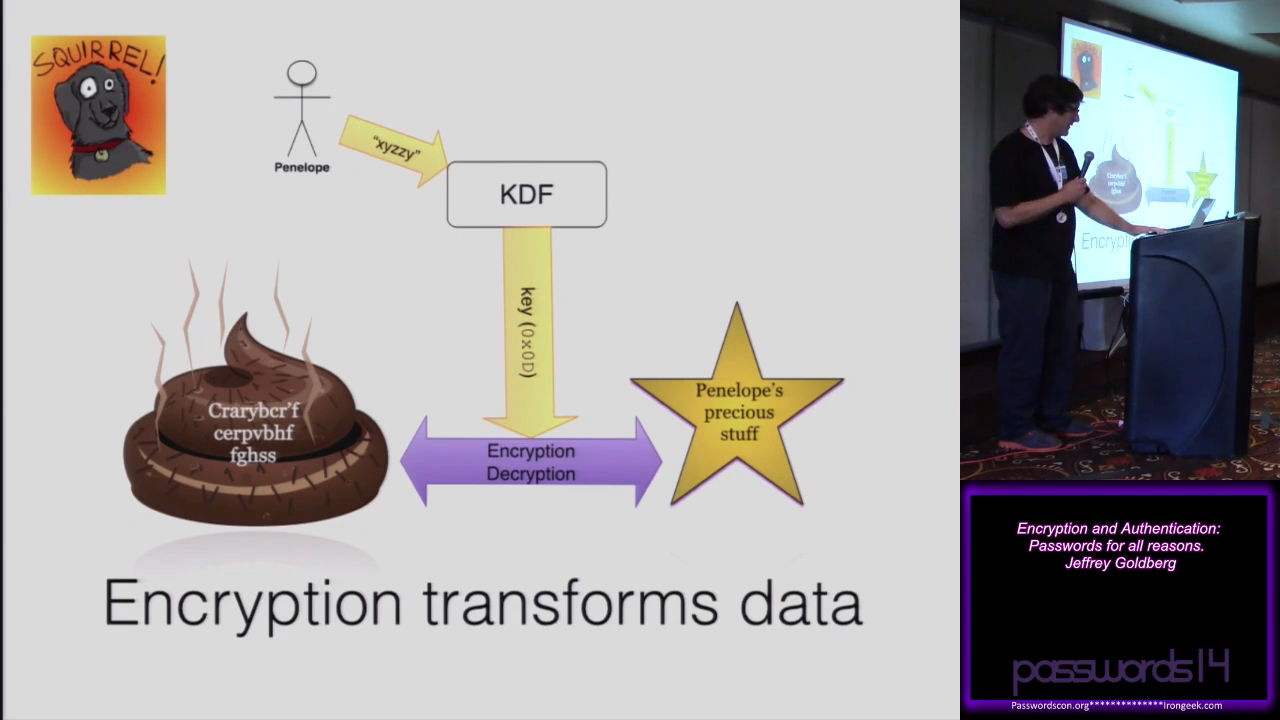 SQUIRREL!
Penelope
"xyzzy"
KDF
key (0x0D)
Crarybcr'f
cerpvbhf
fghss
Encryption
Decryption
Penelope's
precious
stuff
Encryption transforms data
Encryption and Authentication:
Passwords for all reasons.
Jeffrey Goldberg
passwords14
Passwordscon.org**************Irongeek.com